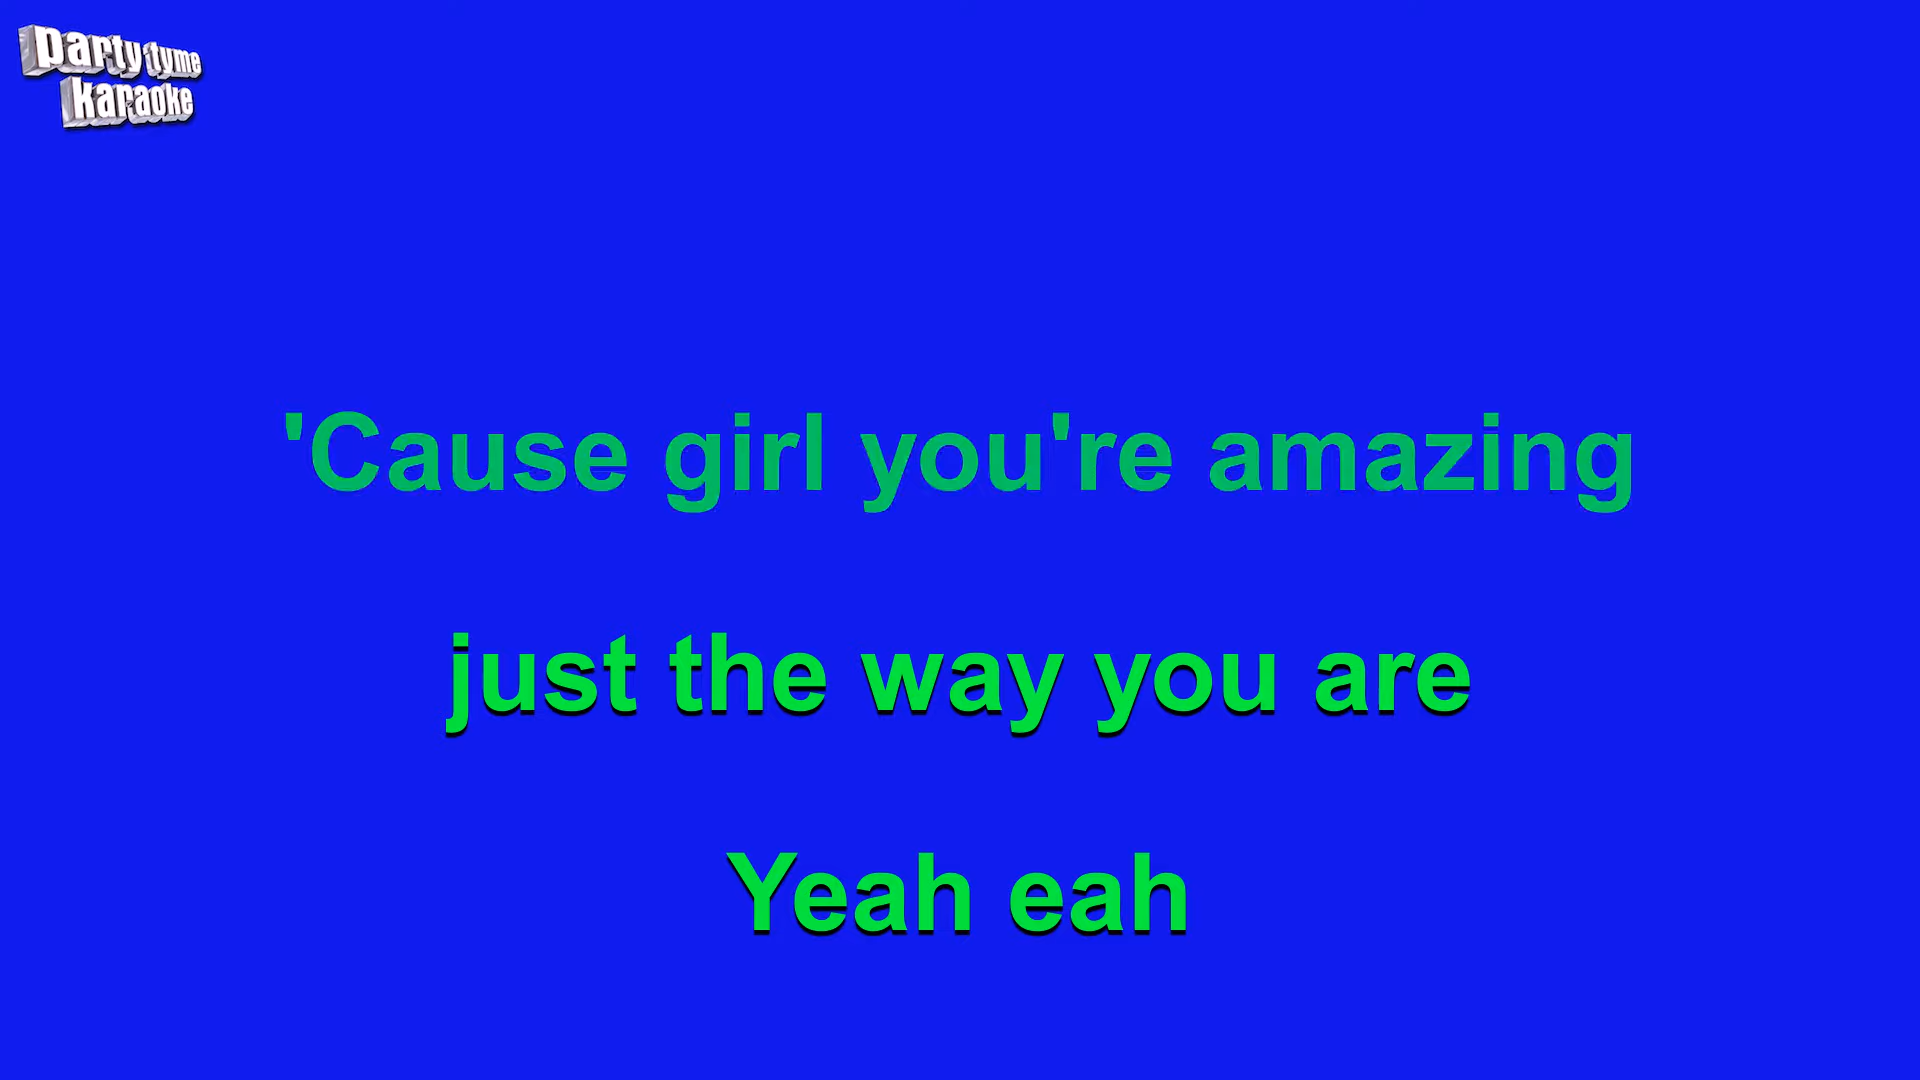 party tyme
karaoke
'Cause girl you're amazing
just the way you are
Yeah eah